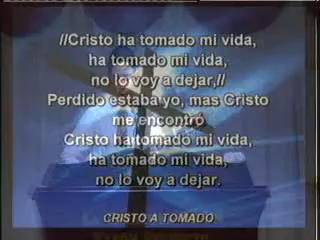 //Cristo ha tomado mi vida,
ha tomado mi vida,
no lo voy a dejar,//
Perdido estaba yo, mas Cristo
me encontró
Cristo ha tomado mi vida,
ha tomado mi vida,
no lo voy a dejar.
CRISTO A TOMADO